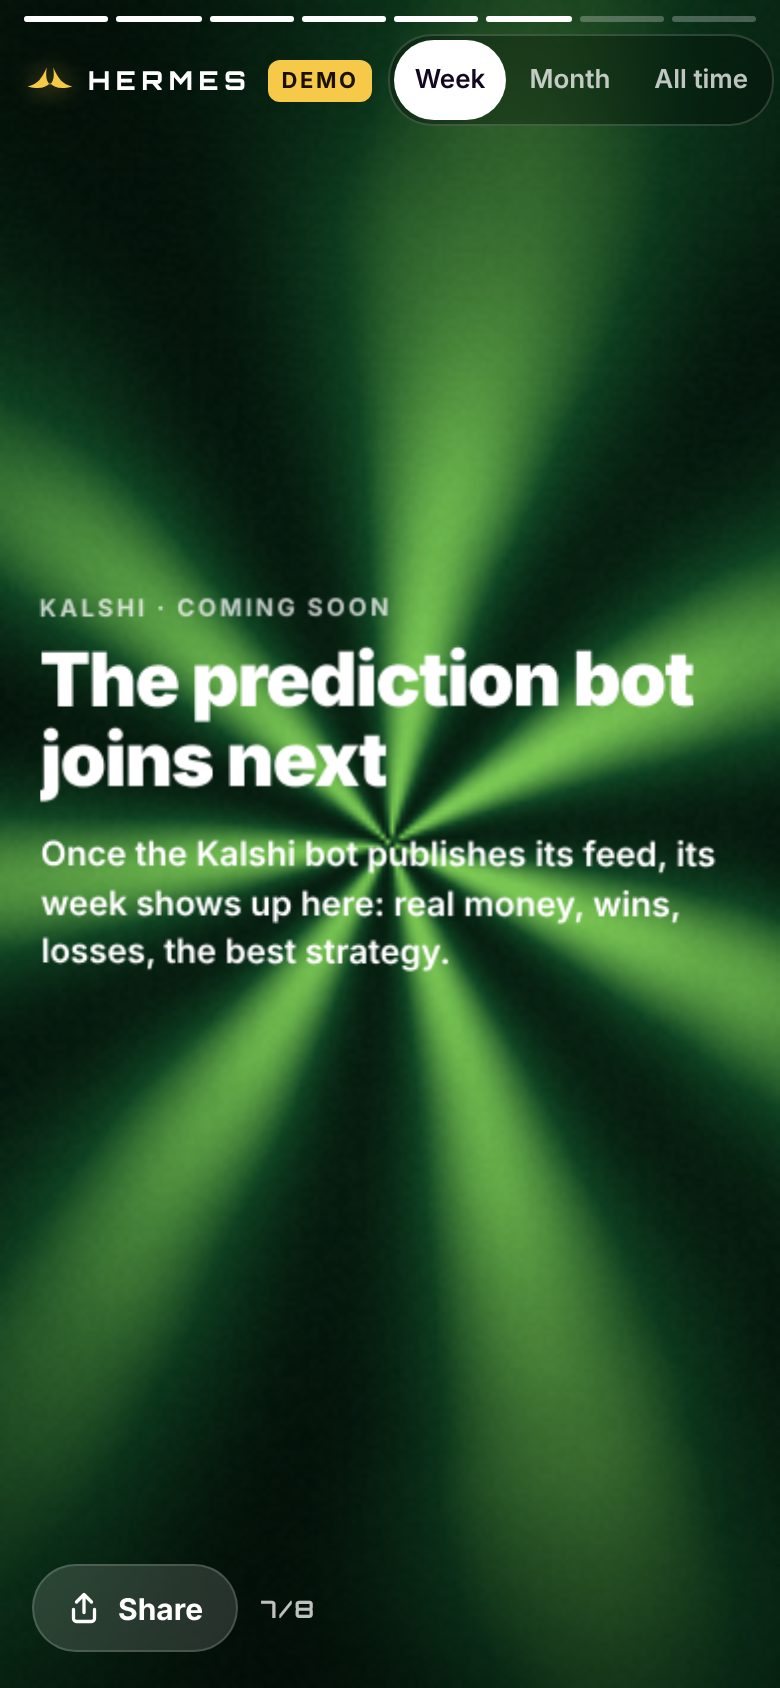 HERMES DEMO Week Month All time
KALSHI · COMING SOON
The prediction bot
joins next
Once the Kalshi bot publishes its feed, its
week shows up here: real money, wins,
losses, the best strategy.
Share 7/8